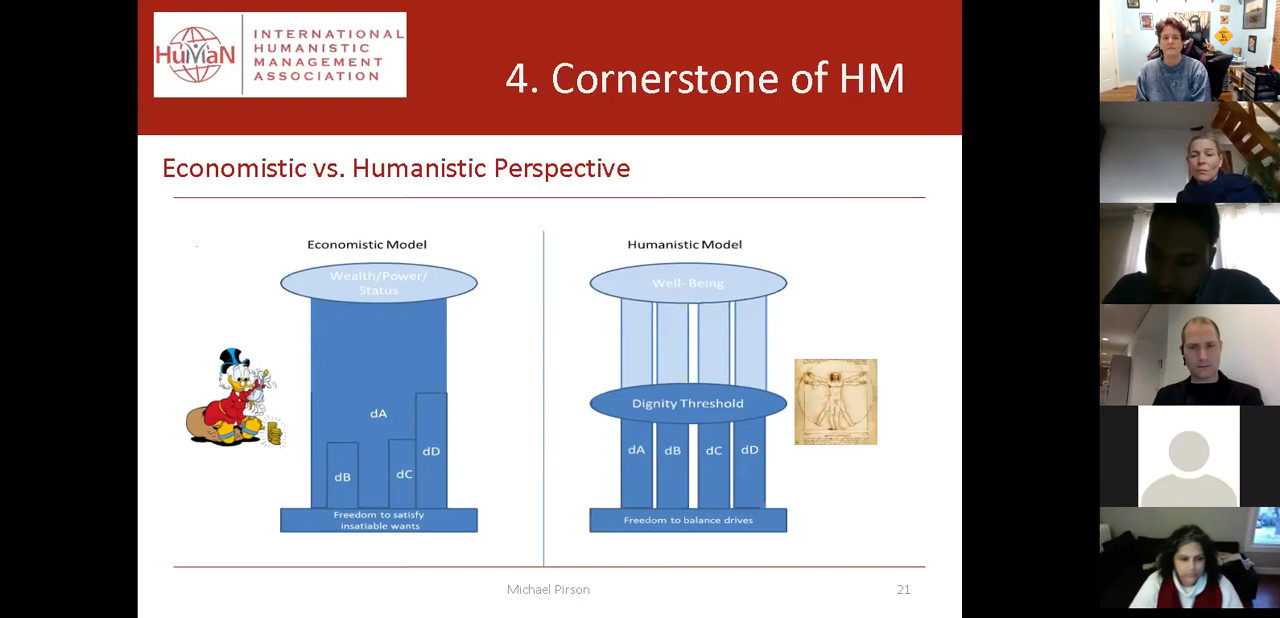 HuMaN
INTERNATIONAL
HUMANISTIC
MANAGEMENT
ASSOCIATION
4. Cornerstone of HM
Economistic vs. Humanistic Perspective
Economistic Model
Wealth/Power/
Status
dA
dB
dC
dD
Freedom to satisfy
insatiable wants
Humanistic Model
Well- Being
Dignity Threshold
dA dB dC dD
Freedom to balance drives
Michael Pirson
21